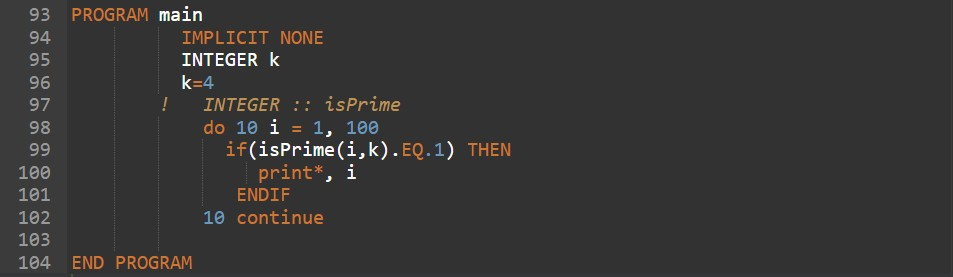 93 PROGRAM main
94 IMPLICIT NONE
95 INTEGER k
96 k=4
97 ! INTEGER :: isPrime
98 do 10 i = 1, 100
99 if(isPrime(i,k).EQ.1) THEN
100 print*, i
101 ENDIF
102 10 continue
103
104 END PROGRAM